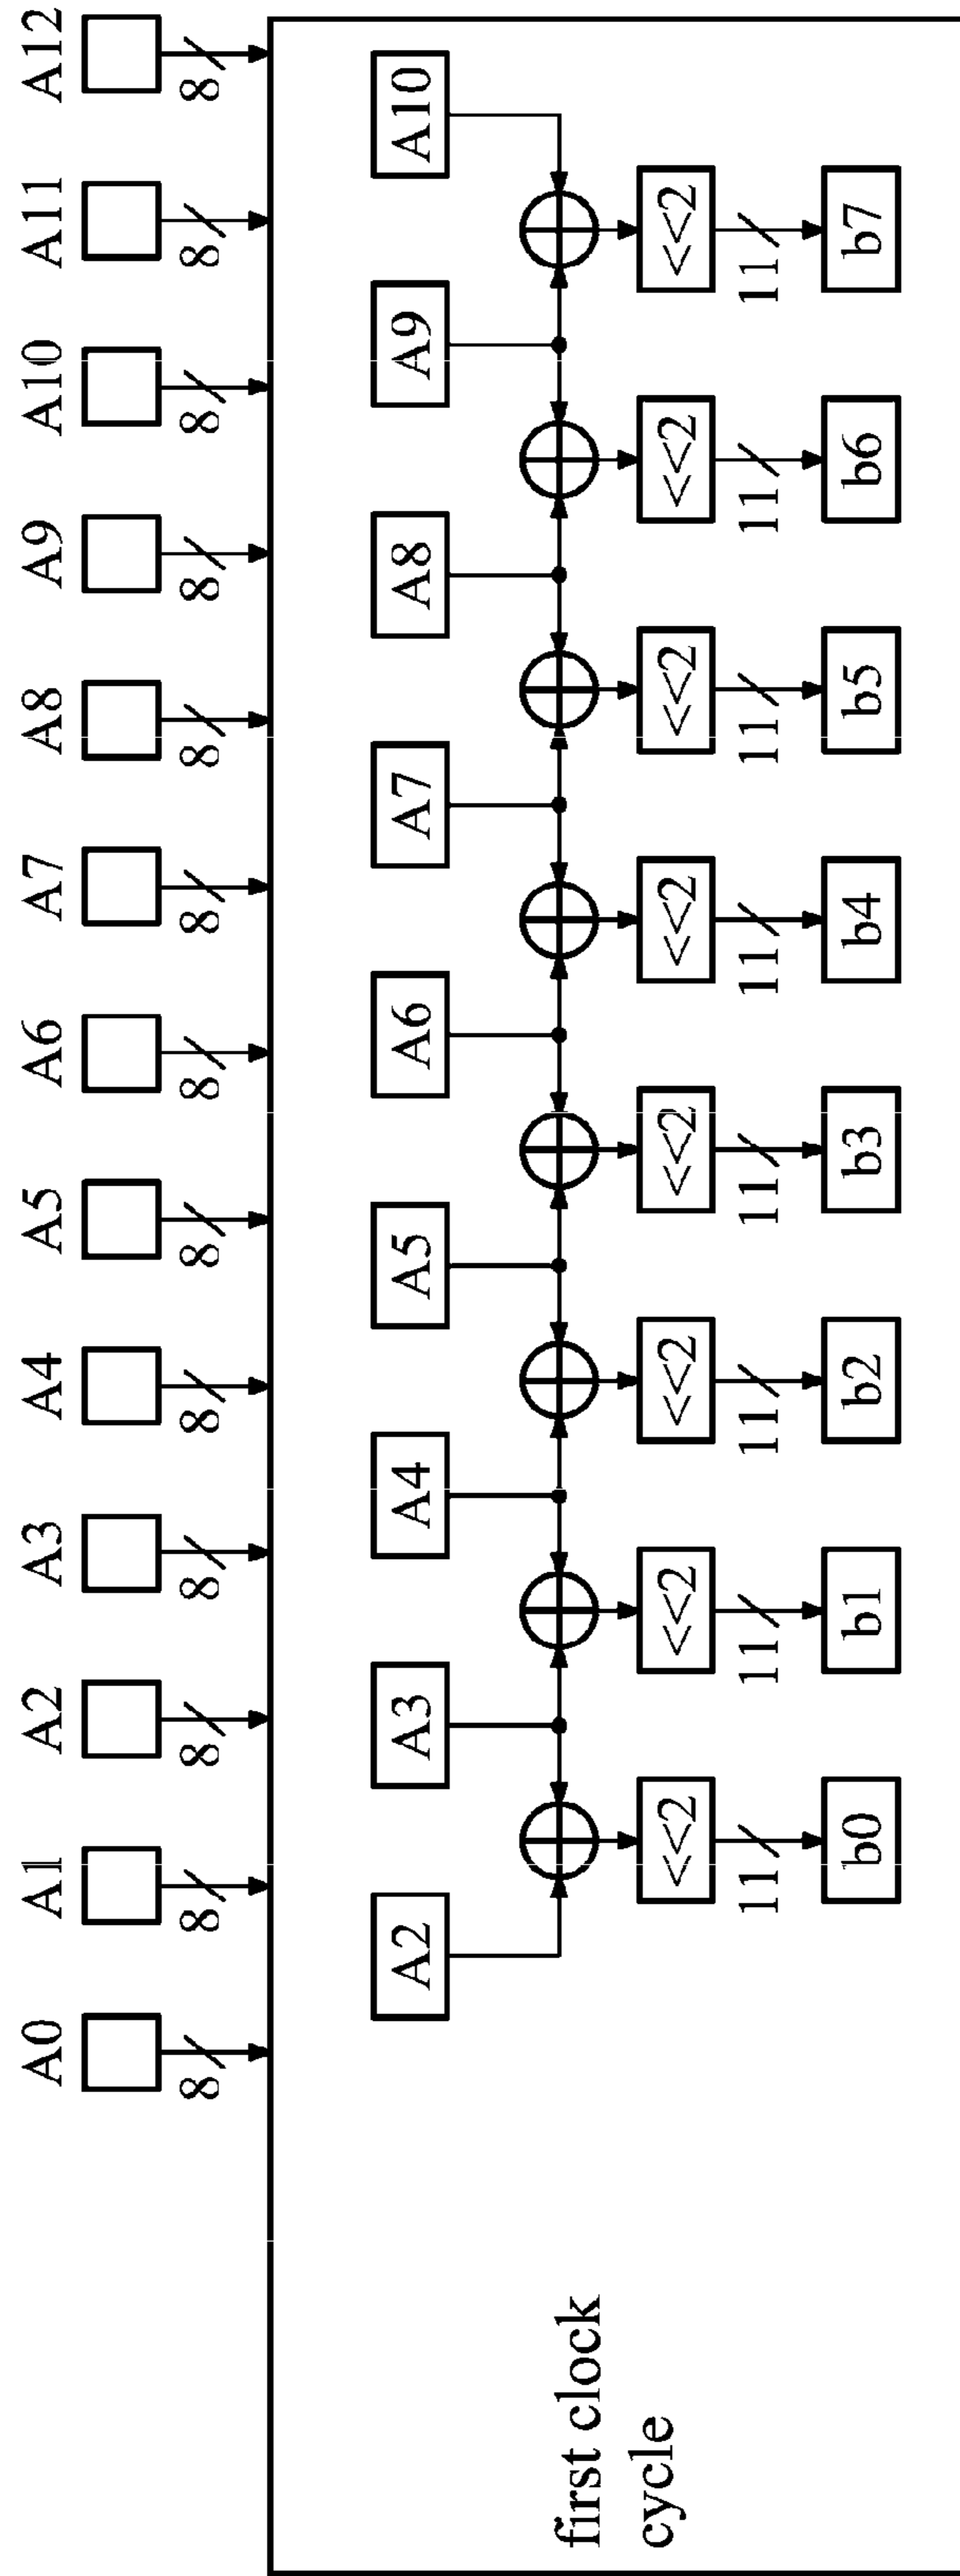 A0 A1 A2 A3 A4 A5 A6 A7 A8 A9 A10 A11 A12
8 8 8 8 8 8 8 8 8 8 8 8 8
A2 A3 A4 A5 A6 A7 A8 A9 A10
first clock
cycle
<<2 <<2 <<2 <<2 <<2 <<2 <<2 <<2
11 11 11 11 11 11 11 11
b0 b1 b2 b3 b4 b5 b6 b7